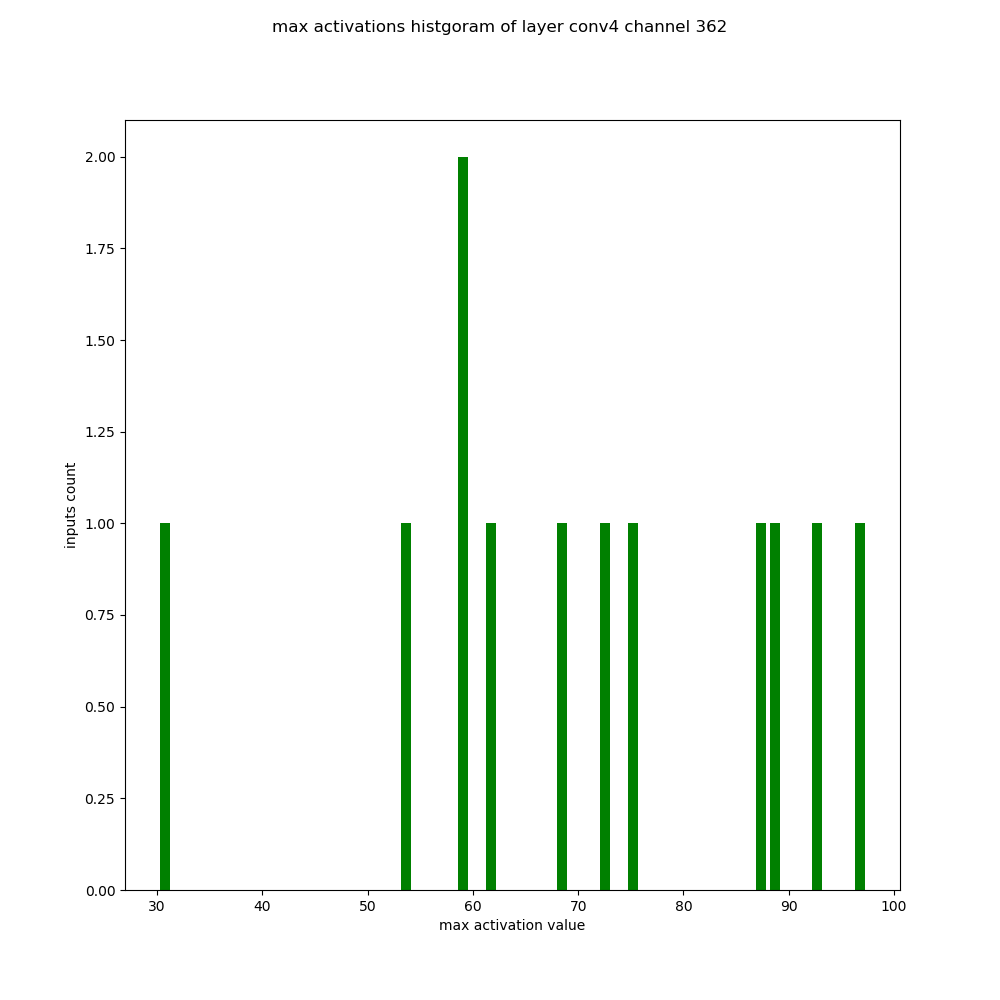 max activations histgoram of layer conv4 channel 362
2.00
1.75
1.50
1.25
1.00
0.75
0.50
0.25
0.00
inputs count
30 40 50 60 70 80 90 100
max activation value